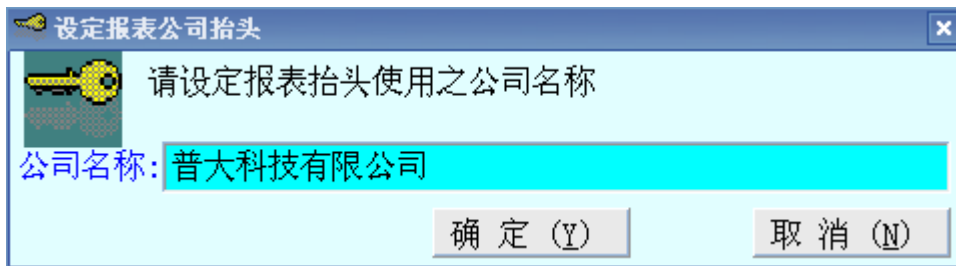 设定报表公司抬头
请设定报表抬头使用之公司名称
公司名称: 普大科技有限公司
确 定 (Y) 取 消 (N)